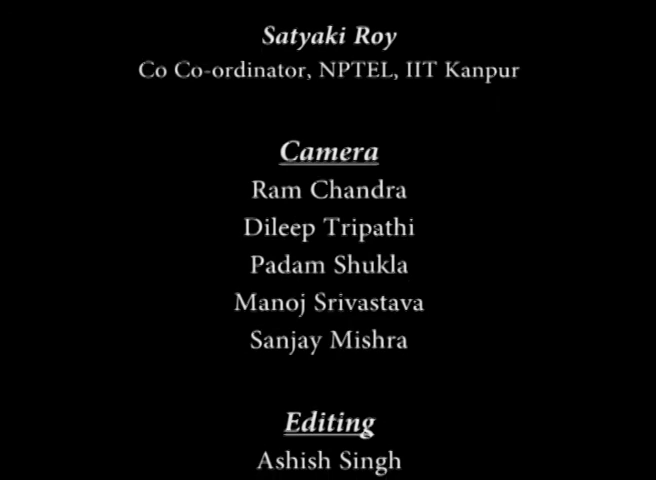 Satyaki Roy
Co Co-ordinator, NPTEL, IIT Kanpur
Camera
Ram Chandra
Dileep Tripathi
Padam Shukla
Manoj Srivastava
Sanjay Mishra
Editing
Ashish Singh